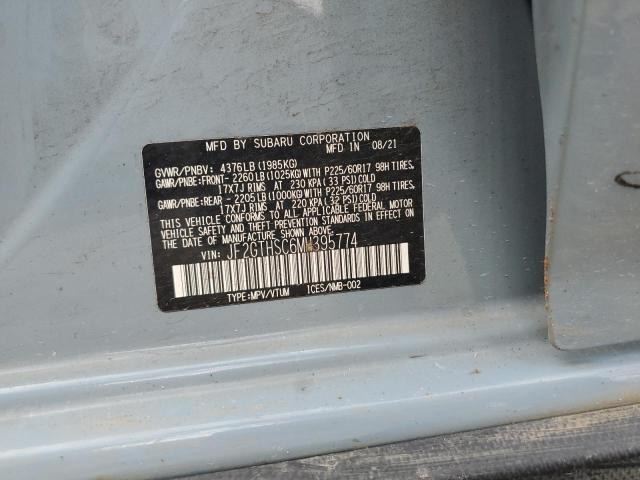 MFD BY SUBARU CORPORATION
MFD IN 08/21
GVWR/PNBV: 4376LB(1985KG)
GAWR/PNBE:FRONT- 2260LB(1025KG)WITH P225/60R17 98H TIRES,
17X7J RIMS AT 230 KPA(33 PSI)COLD
GAWR/PNBE:REAR - 2205LB(1000KG)WITH P225/60R17 98H TIRES,
17X7J RIMS AT 220 KPA(32 PSI)COLD
THIS VEHICLE CONFORMS TO ALL APPLICABLE FEDERAL MOTOR
VEHICLE SAFETY AND THEFT PREVENTION STANDARDS IN EFFECT
ON THE DATE OF MANUFACTURE SHOWN ABOVE.
VIN: JF2GTHSC6MH395774
TYPE:MPV/VTUM ICES/NMB-002